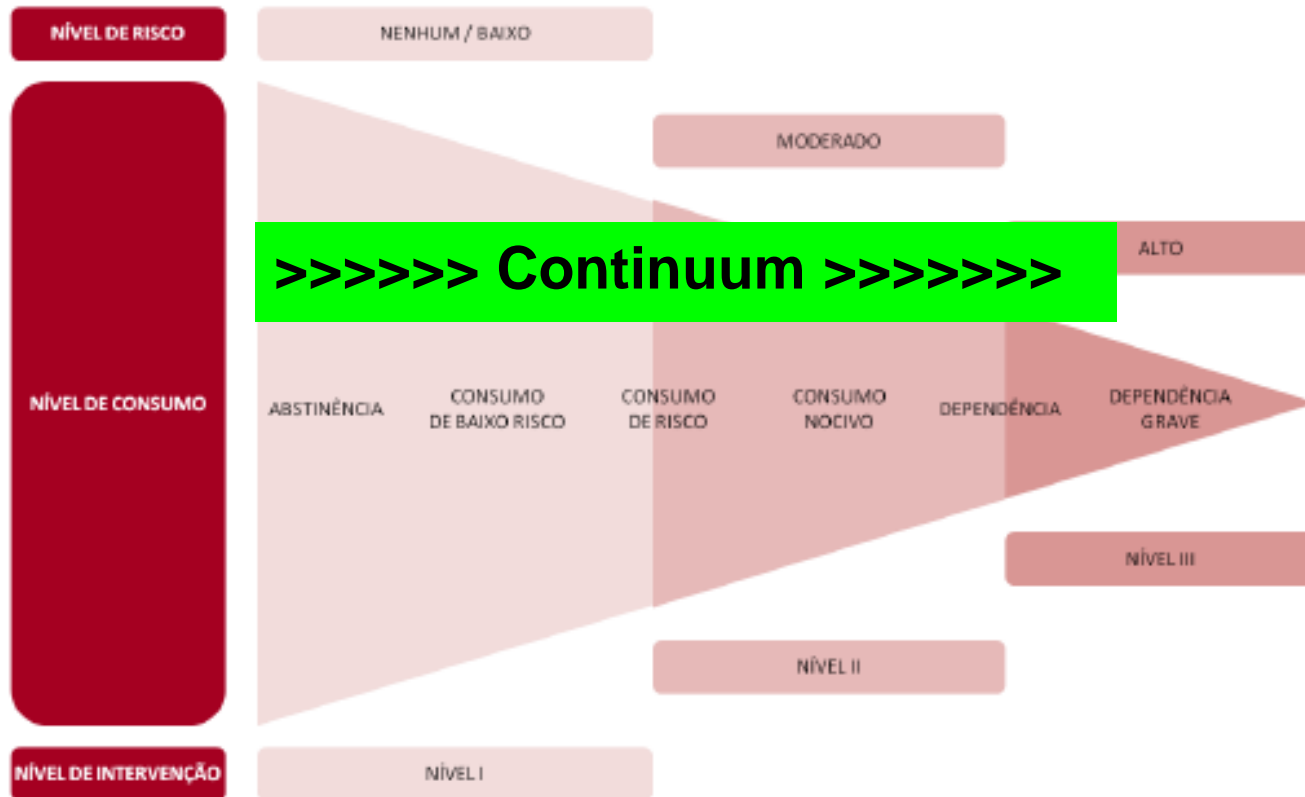 NÍVEL DE RISCO
NENHUM / BAIXO
MODERADO
ALTO
>>>>>> Continuum >>>>>>>
NÍVEL DE CONSUMO
ABSTINÊNCIA
CONSUMO
DE BAIXO RISCO
CONSUMO
DE RISCO
CONSUMO
NOCIVO
DEPENDÊNCIA
DEPENDÊNCIA
GRAVE
NÍVEL III
NÍVEL II
NÍVEL DE INTERVENÇÃO
NÍVEL I